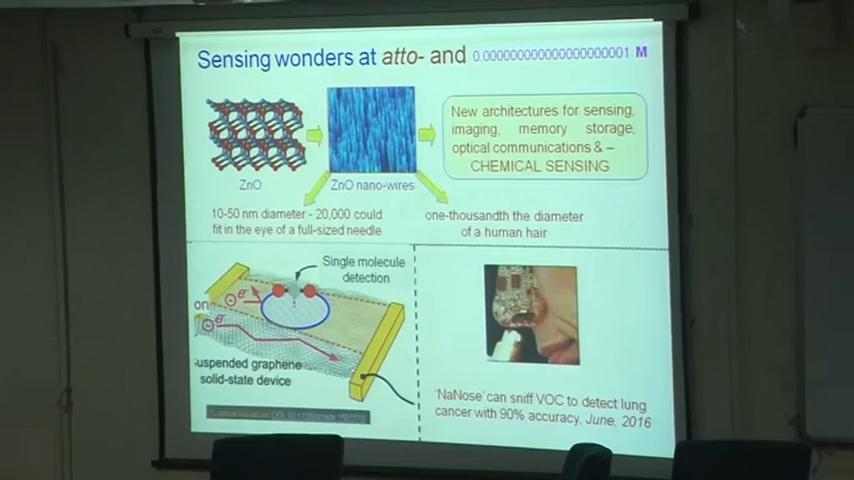 Sensing wonders at atto- and 0.000000000000000000001 M
New architectures for sensing,
imaging, memory storage,
optical communications & –
CHEMICAL SENSING
ZnO
ZnO nano-wires
10-50 nm diameter - 20,000 could
fit in the eye of a full-sized needle
one-thousandth the diameter
of a human hair
Single molecule
detection
on
e-
e-
uspended graphene
solid-state device
'NaNose' can sniff VOC to detect lung
cancer with 90% accuracy, June, 2016